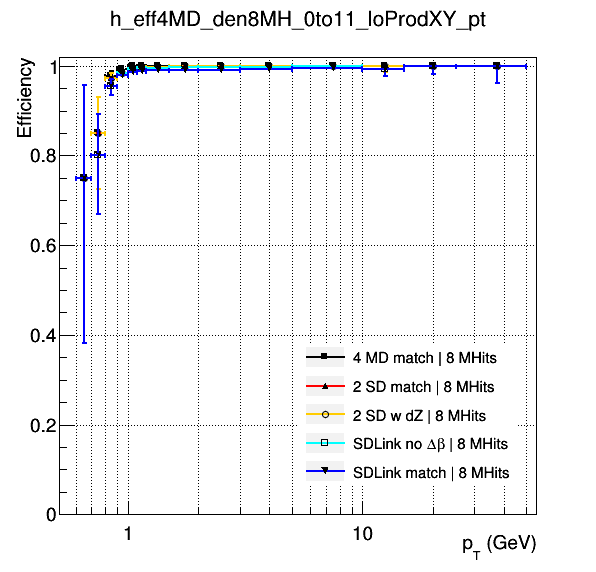 h_eff4MD_den8MH_0to11_loProdXY_pt
Efficiency
1
0.8
0.6
0.4
0.2
0
4 MD match | 8 MHits
2 SD match | 8 MHits
2 SD w dZ | 8 MHits
SDLink no Δβ | 8 MHits
SDLink match | 8 MHits
1
10
p_T (GeV)